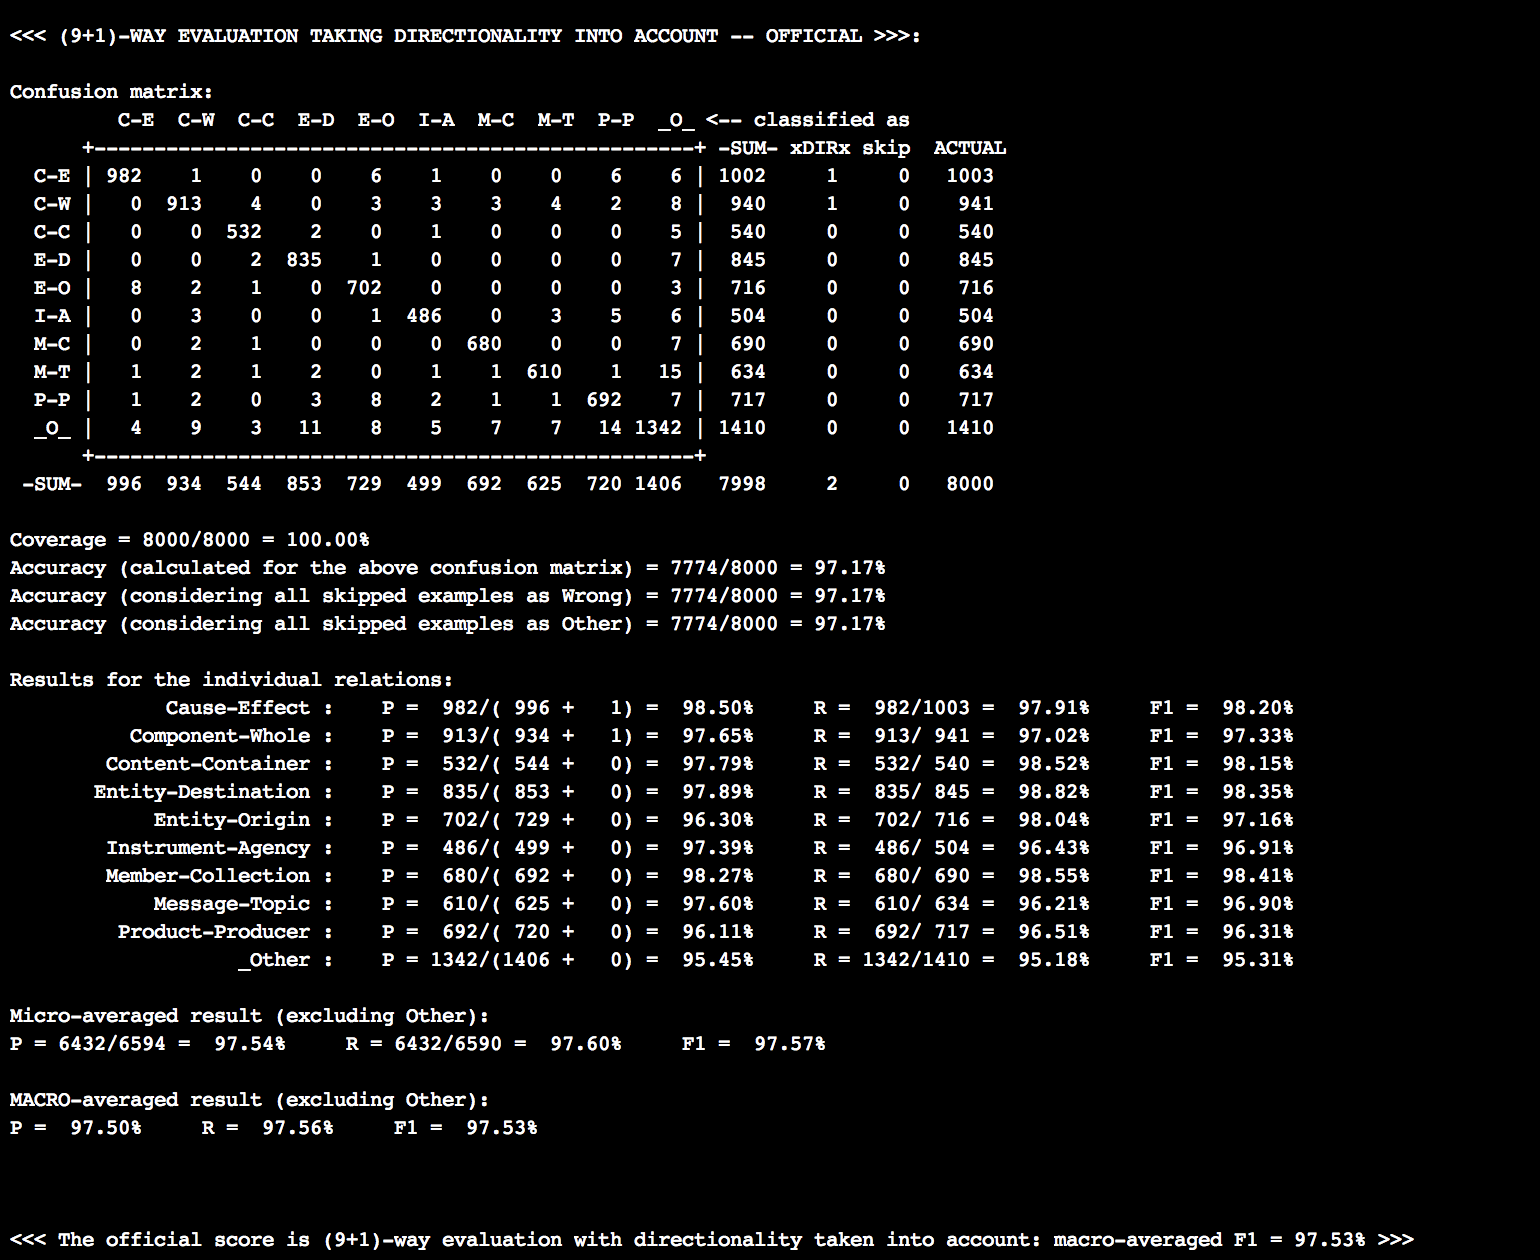 <<< (9+1)-WAY EVALUATION TAKING DIRECTIONALITY INTO ACCOUNT -- OFFICIAL >>>:

Confusion matrix:
         C-E  C-W  C-C  E-D  E-O  I-A  M-C  M-T  P-P  _O_ <-- classified as
      +--------------------------------------------------+ -SUM- xDIRx skip  ACTUAL
  C-E | 982    1    0    0    6    1    0    0    6    6 | 1002     1     0   1003
  C-W |   0  913    4    0    3    3    3    4    2    8 |  940     1     0    941
  C-C |   0    0  532    2    0    1    0    0    0    5 |  540     0     0    540
  E-D |   0    0    2  835    1    0    0    0    0    7 |  845     0     0    845
  E-O |   8    2    1    0  702    0    0    0    0    3 |  716     0     0    716
  I-A |   0    3    0    0    1  486    0    3    5    6 |  504     0     0    504
  M-C |   0    2    1    0    0    0  680    0    0    7 |  690     0     0    690
  M-T |   1    2    1    2    0    1    1  610    1   15 |  634     0     0    634
  P-P |   1    2    0    3    8    2    1    1  692    7 |  717     0     0    717
  _O_ |   4    9    3   11    8    5    7    7   14 1342 | 1410     0     0   1410
      +--------------------------------------------------+
 -SUM-  996  934  544  853  729  499  692  625  720 1406   7998     2     0   8000

Coverage = 8000/8000 = 100.00%
Accuracy (calculated for the above confusion matrix) = 7774/8000 = 97.17%
Accuracy (considering all skipped examples as Wrong) = 7774/8000 = 97.17%
Accuracy (considering all skipped examples as Other) = 7774/8000 = 97.17%

Results for the individual relations:
             Cause-Effect :    P =  982/( 996 +   1) =  98.50%     R =  982/1003 =  97.91%     F1 =  98.20%
          Component-Whole :    P =  913/( 934 +   1) =  97.65%     R =  913/ 941 =  97.02%     F1 =  97.33%
        Content-Container :    P =  532/( 544 +   0) =  97.79%     R =  532/ 540 =  98.52%     F1 =  98.15%
       Entity-Destination :    P =  835/( 853 +   0) =  97.89%     R =  835/ 845 =  98.82%     F1 =  98.35%
            Entity-Origin :    P =  702/( 729 +   0) =  96.30%     R =  702/ 716 =  98.04%     F1 =  97.16%
        Instrument-Agency :    P =  486/( 499 +   0) =  97.39%     R =  486/ 504 =  96.43%     F1 =  96.91%
        Member-Collection :    P =  680/( 692 +   0) =  98.27%     R =  680/ 690 =  98.55%     F1 =  98.41%
            Message-Topic :    P =  610/( 625 +   0) =  97.60%     R =  610/ 634 =  96.21%     F1 =  96.90%
         Product-Producer :    P =  692/( 720 +   0) =  96.11%     R =  692/ 717 =  96.51%     F1 =  96.31%
                   _Other :    P = 1342/(1406 +   0) =  95.45%     R = 1342/1410 =  95.18%     F1 =  95.31%

Micro-averaged result (excluding Other):
P = 6432/6594 =  97.54%     R = 6432/6590 =  97.60%     F1 =  97.57%

MACRO-averaged result (excluding Other):
P =  97.50%     R =  97.56%     F1 =  97.53%

<<< The official score is (9+1)-way evaluation with directionality taken into account: macro-averaged F1 = 97.53% >>>